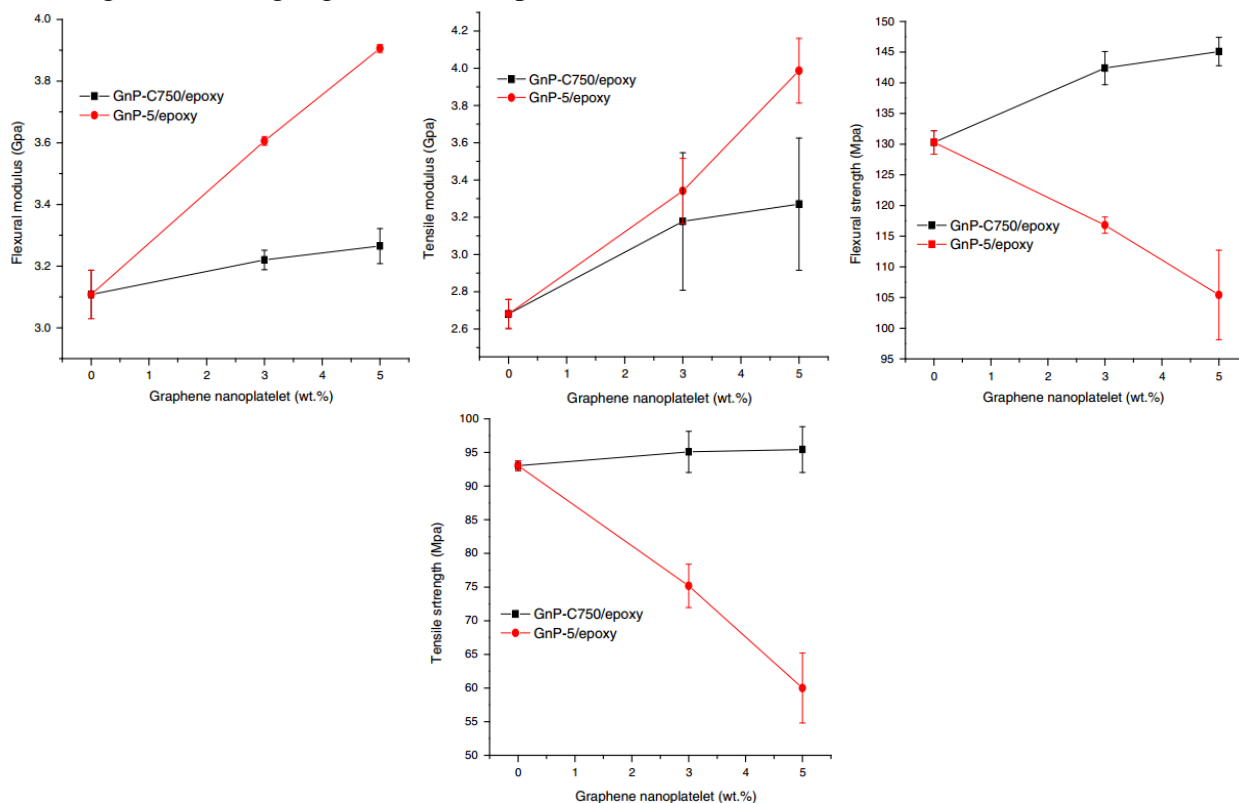 Flexural modulus (Gpa)
4.0
3.8
3.6
3.4
3.2
3.0
GnP-C750/epoxy
GnP-5/epoxy
0 1 2 3 4 5
Graphene nanoplatelet (wt.%)
Tensile modulus (Gpa)
4.2
4.0
3.8
3.6
3.4
3.2
3.0
2.8
2.6
GnP-C750/epoxy
GnP-5/epoxy
0 1 2 3 4 5
Graphene nanoplatelet (wt.%)
Flexural strength (Mpa)
145
140
135
130
125
120
115
110
105
100
95
GnP-C750/epoxy
GnP-5/epoxy
0 1 2 3 4 5
Graphene nanoplatelet (wt.%)
Tensile srtrength (Mpa)
100
95
90
85
80
75
70
65
60
55
50
GnP-C750/epoxy
GnP-5/epoxy
0 1 2 3 4 5
Graphene nanoplatelet (wt.%)